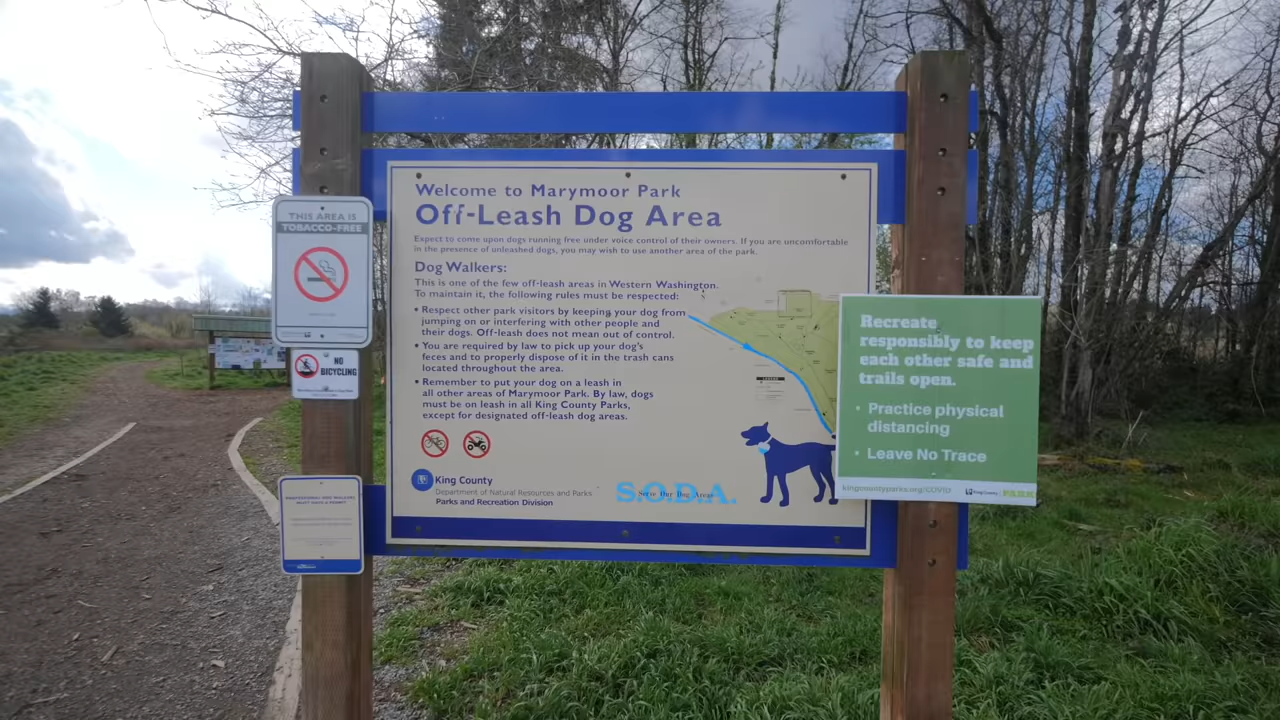 Welcome to Marymoor Park
Off-Leash Dog Area
Expect to come upon dogs running free under voice control of their owners. If you are uncomfortable
in the presence of unleashed dogs, you may wish to use another area of the park.
Dog Walkers:
This is one of the few off-leash areas in Western Washington.
To maintain it, the following rules must be respected:
• Respect other park visitors by keeping your dog from
jumping on or interfering with other people and
their dogs. Off-leash does not mean out of control.
• You are required by law to pick up your dog's
feces and to properly dispose of it in the trash cans
located throughout the area.
• Remember to put your dog on a leash in
all other areas of Marymoor Park. By law, dogs
must be on leash in all King County Parks,
except for designated off-leash dog areas.
King County
Department of Natural Resources and Parks
Parks and Recreation Division
S.O.D.A.
Serve Our Dog Areas
THIS AREA IS
TOBACCO-FREE
NO
BICYCLING
PROFESSIONAL DOG WALKERS
MUST HAVE A PERMIT
Recreate
responsibly to keep
each other safe and
trails open.
• Practice physical
distancing
• Leave No Trace
kingcountyparks.org/COVID
King County
PARK